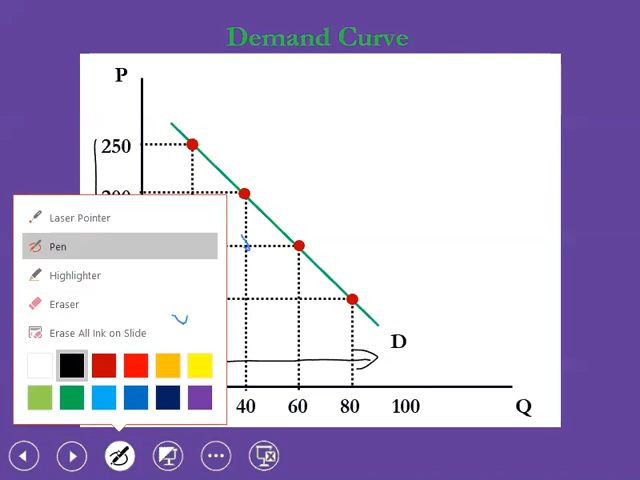 Demand Curve
P
250
200
Laser Pointer
Pen
Highlighter
Eraser
Erase All Ink on Slide
D
40 60 80 100 Q